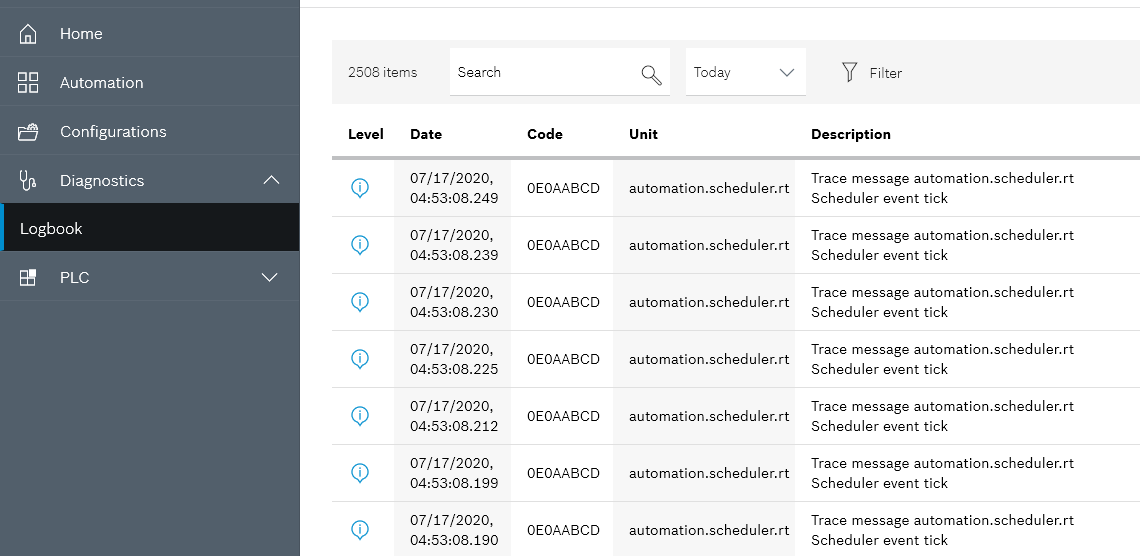 Home
Automation
Configurations
Diagnostics
Logbook
PLC
2508 items
Search
Today
Filter
Level Date Code Unit Description
07/17/2020, 04:53:08.249 0E0AABCD automation.scheduler.rt Trace message automation.scheduler.rt
Scheduler event tick
07/17/2020, 04:53:08.239 0E0AABCD automation.scheduler.rt Trace message automation.scheduler.rt
Scheduler event tick
07/17/2020, 04:53:08.230 0E0AABCD automation.scheduler.rt Trace message automation.scheduler.rt
Scheduler event tick
07/17/2020, 04:53:08.225 0E0AABCD automation.scheduler.rt Trace message automation.scheduler.rt
Scheduler event tick
07/17/2020, 04:53:08.212 0E0AABCD automation.scheduler.rt Trace message automation.scheduler.rt
Scheduler event tick
07/17/2020, 04:53:08.199 0E0AABCD automation.scheduler.rt Trace message automation.scheduler.rt
Scheduler event tick
07/17/2020, 04:53:08.190 0E0AABCD automation.scheduler.rt Trace message automation.scheduler.rt
Scheduler event tick